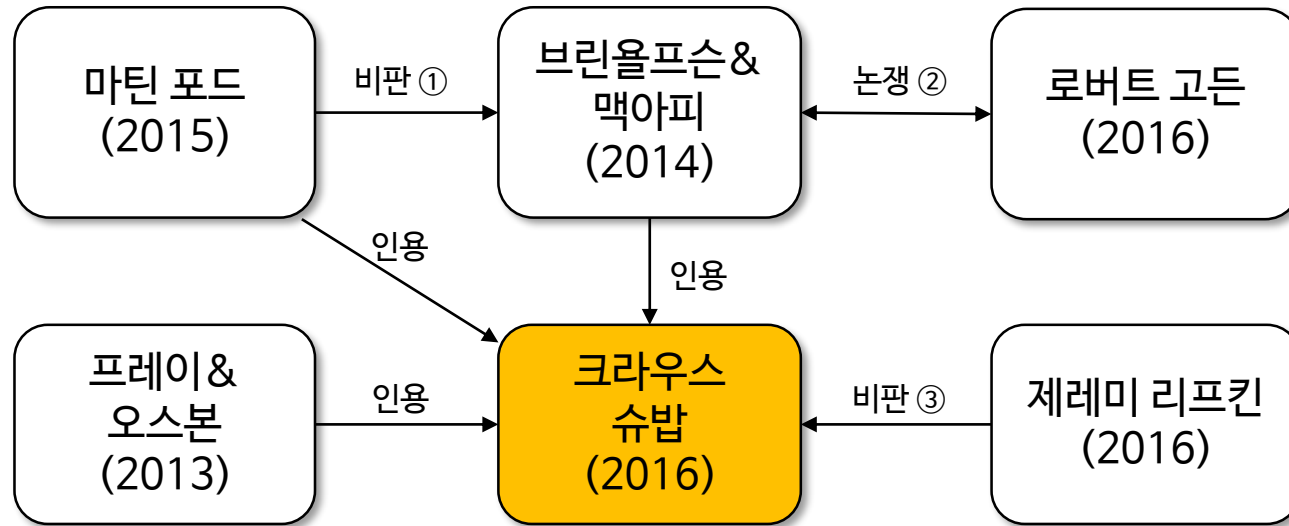 마틴 포드
(2015)
비판 ①
브린욜프슨&
맥아피
(2014)
논쟁 ②
로버트 고든
(2016)
인용
인용
프레이&
오스본
(2013)
인용
크라우스
슈밥
(2016)
비판 ③
제레미 리프킨
(2016)